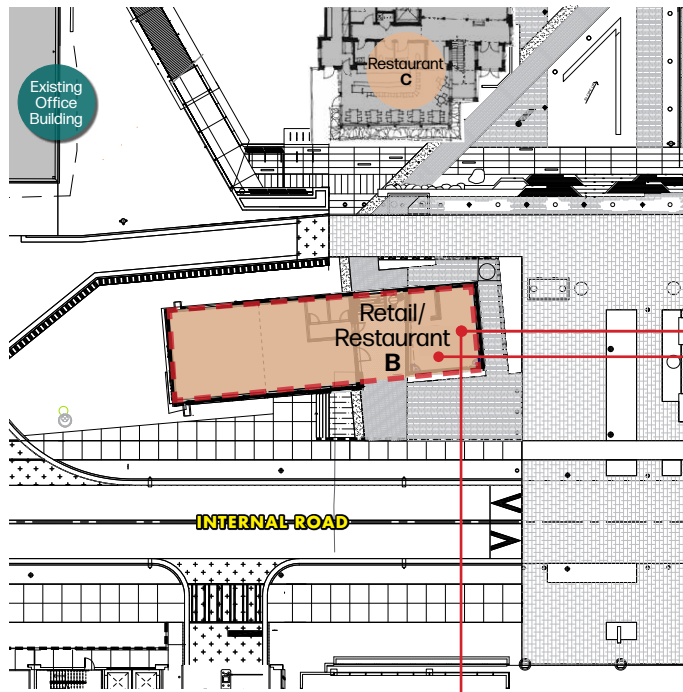 Existing
Office
Building
Restaurant
C
Retail/
Restaurant
B
INTERNAL ROAD